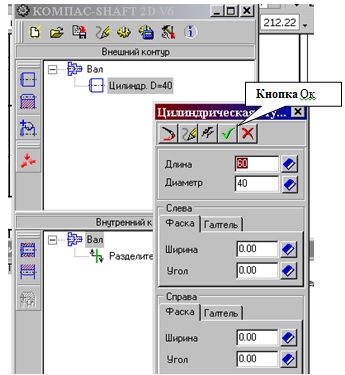 КОМПАС-SHAFT 2D V6
212.22
Внешний контур
Вал
Цилиндр. D=40
Кнопка Ок
Цилиндрическая
Длина
60
Диаметр
40
Слева
Фаска
Галтель
Ширина
0.00
Угол
0.00
Внутренний к
Вал
Разделите
Справа
Фаска
Галтель
Ширина
0.00
Угол
0.00